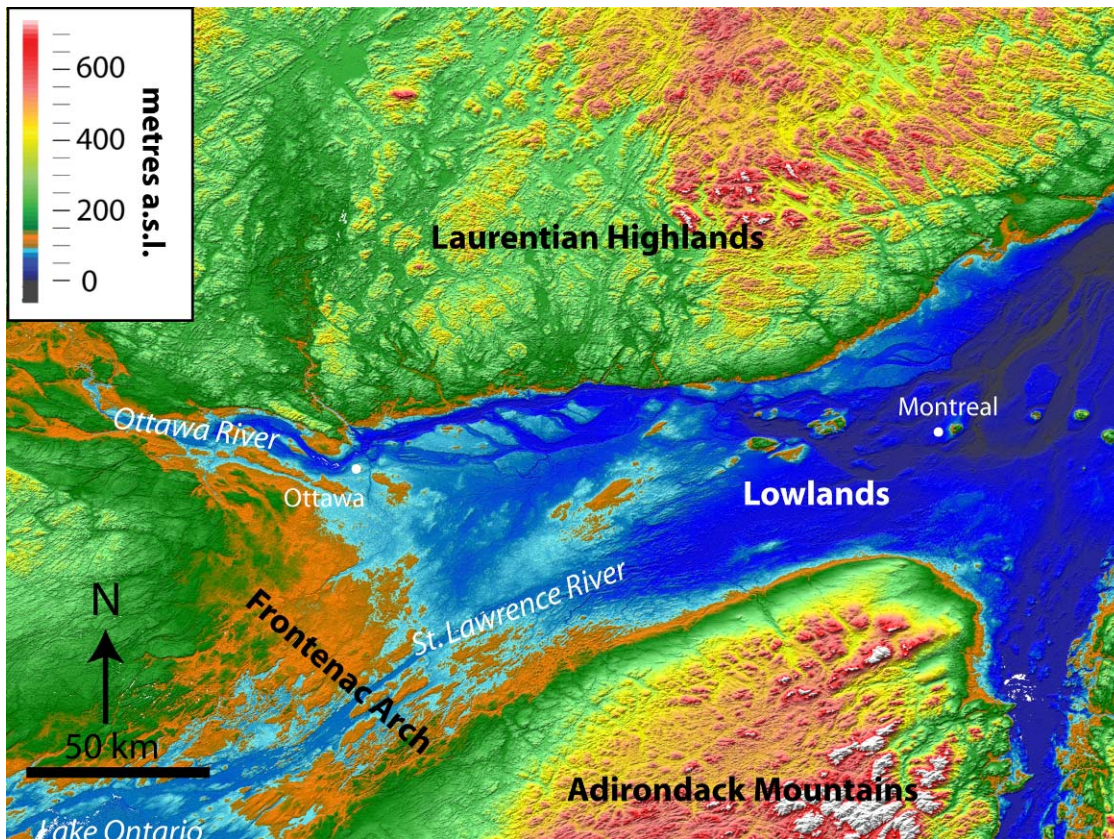 600
400
200
0
metres a.s.l.
Laurentian Highlands
Ottawa River
Ottawa
Montreal
Lowlands
St. Lawrence River
Frontenac Arch
N
50 km
Adirondack Mountains
Lake Ontario